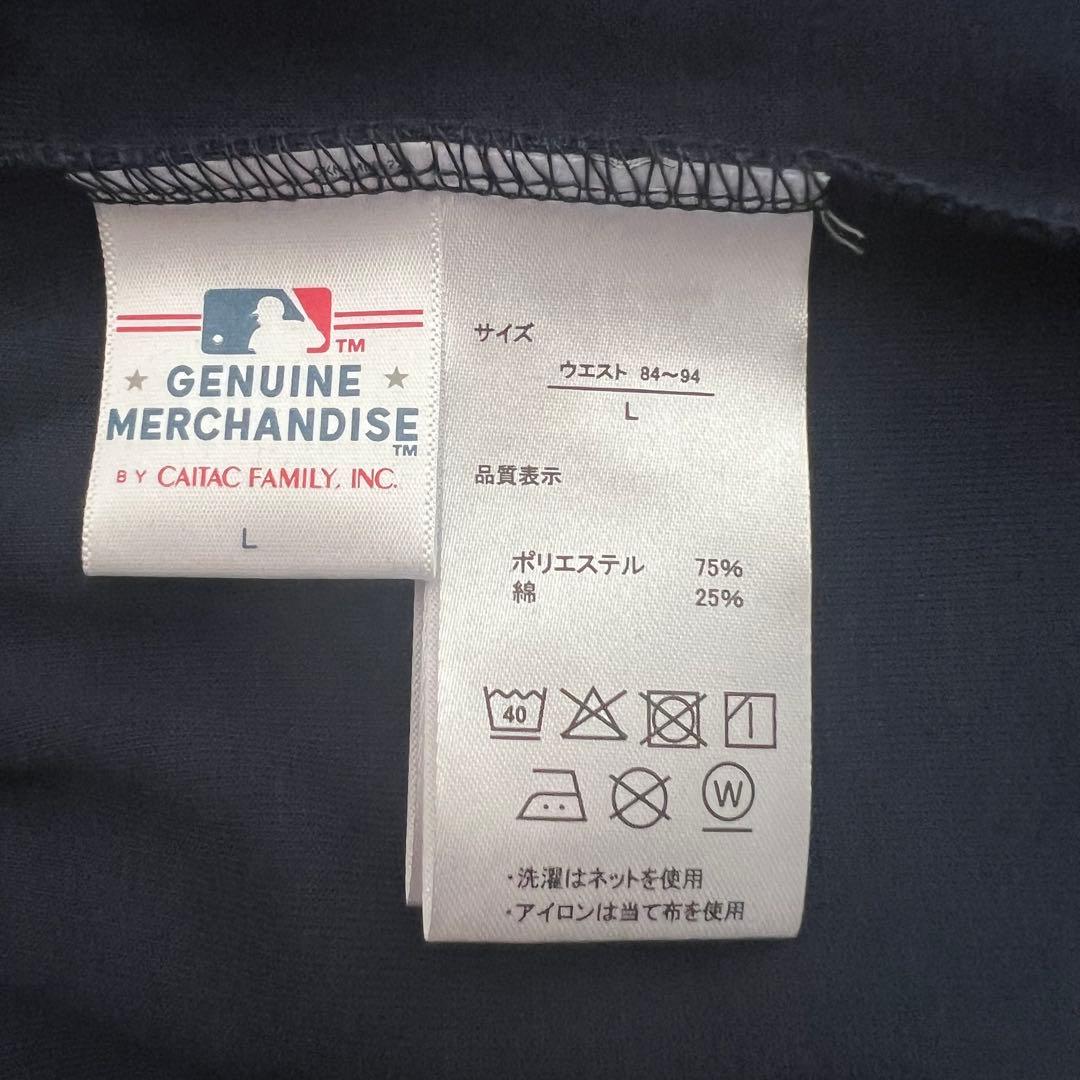 TM
GENUINE
MERCHANDISE
TM
BY CAITAC FAMILY, INC.
L
サイズ
ウエスト 84～94
L
品質表示
ポリエステル 75%
綿 25%
40
W
・洗濯はネットを使用
・アイロンは当て布を使用